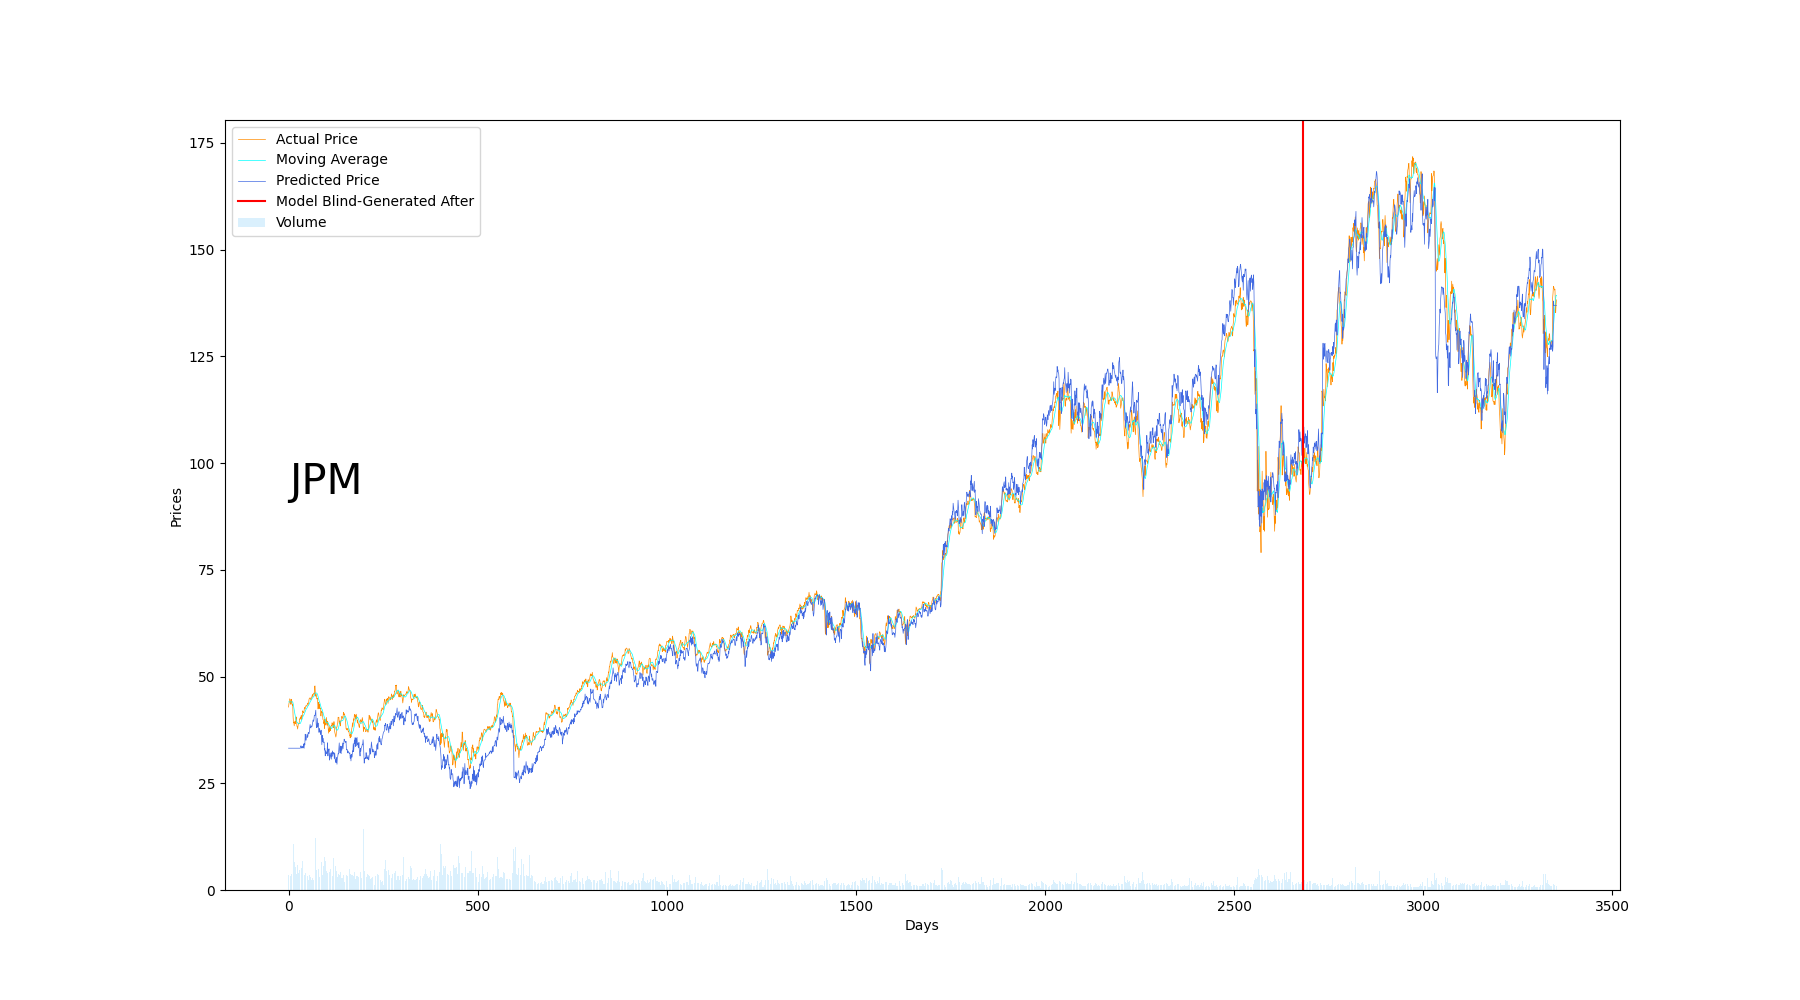 Actual Price
Moving Average
Predicted Price
Model Blind-Generated After
Volume
175
150
125
100
75
50
25
0
Prices
JPM
0 500 1000 1500 2000 2500 3000 3500
Days